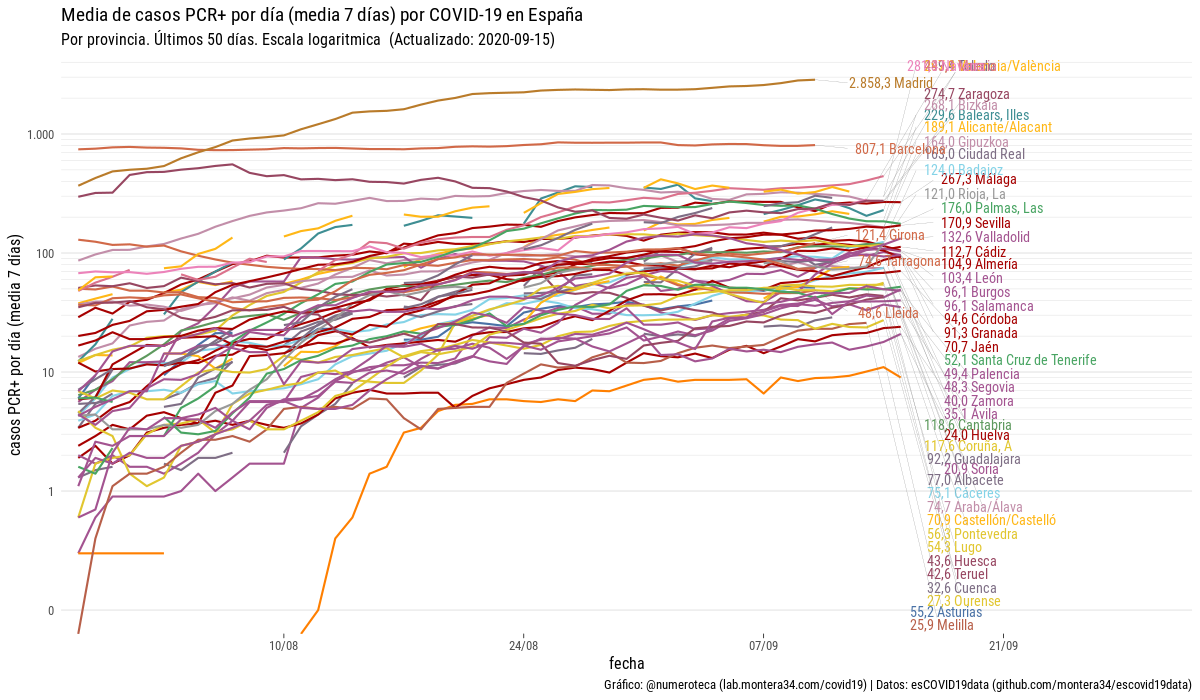 Media de casos PCR+ por día (media 7 días) por COVID-19 en España
Por provincia. Últimos 50 días. Escala logaritmica (Actualizado: 2020-09-15)
casos PCR+ por día (media 7 días)
1.000
100
10
1
0
10/08
24/08
07/09
21/09
fecha
València
2.858,3 Madrid
274,7 Zaragoza
268,1 Bizkaia
229,6 Balears, Illes
189,1 Alicante/Alacant
164,0 Gipuzkoa
807,1 Barcelona
163,0 Ciudad Real
124,0 Badajoz
267,3 Málaga
121,0 Rioja, La
176,0 Palmas, Las
170,9 Sevilla
121,4 Girona
132,6 Valladolid
112,7 Cádiz
74,6 Tarragona
104,9 Almería
103,4 León
96,1 Burgos
96,1 Salamanca
48,6 Lleida
94,6 Córdoba
91,3 Granada
70,7 Jaén
52,1 Santa Cruz de Tenerife
49,4 Palencia
48,3 Segovia
40,0 Zamora
35,1 Ávila
118,6 Cantabria
24,0 Huelva
117,6 Coruña, A
92,2 Guadalajara
20,9 Soria
77,0 Albacete
75,1 Cáceres
74,7 Araba/Álava
70,9 Castellón/Castelló
56,3 Pontevedra
54,3 Lugo
43,6 Huesca
42,6 Teruel
32,6 Cuenca
27,3 Ourense
55,2 Asturias
25,9 Melilla
Gráfico: @numeroteca (lab.montera34.com/covid19) | Datos: esCOVID19data (github.com/montera34/escovid19data)